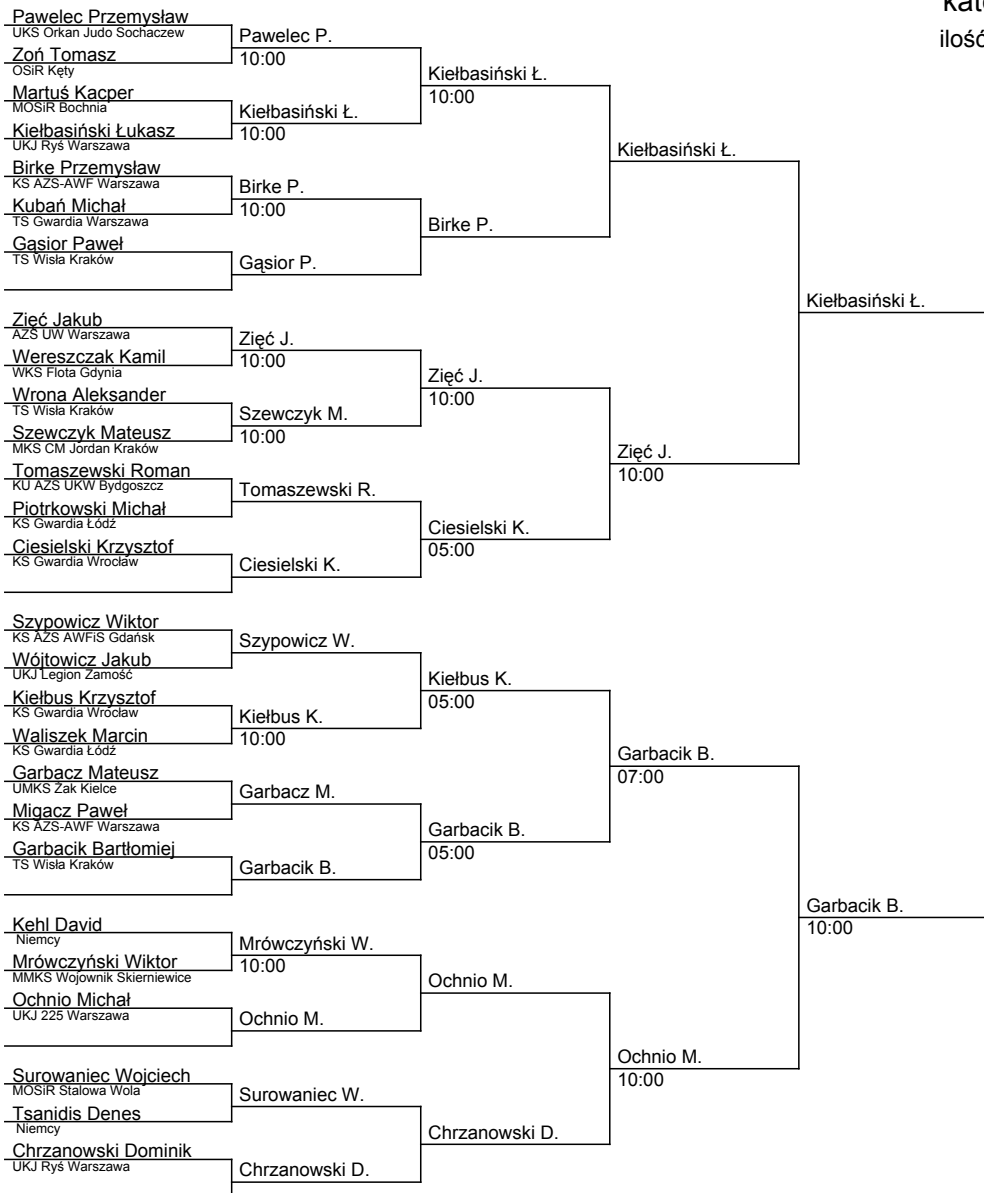 kat
ilość
Pawelec Przemysław
UKS Orkan Judo Sochaczew
Zoń Tomasz
OSiR Kęty
Martuś Kacper
MOSiR Bochnia
Kiełbasiński Łukasz
UKJ Ryś Warszawa
Birke Przemysław
KS AZS-AWF Warszawa
Kubań Michał
TS Gwardia Warszawa
Gąsior Paweł
TS Wisła Kraków
Zięć Jakub
AZS UW Warszawa
Wereszczak Kamil
WKS Flota Gdynia
Wrona Aleksander
TS Wisła Kraków
Szewczyk Mateusz
MKS CM Jordan Kraków
Tomaszewski Roman
KU AZS UKW Bydgoszcz
Piotrkowski Michał
KS Gwardia Łódź
Ciesielski Krzysztof
KS Gwardia Wrocław
Szypowicz Wiktor
KS AZS AWFiS Gdańsk
Wójtowicz Jakub
UKJ Legion Zamość
Kiełbus Krzysztof
KS Gwardia Wrocław
Waliszek Marcin
KS Gwardia Łódź
Garbacz Mateusz
UMKS Żak Kielce
Migacz Paweł
KS AZS-AWF Warszawa
Garbacik Bartłomiej
TS Wisła Kraków
Kehl David
Niemcy
Mrówczyński Wiktor
MMKS Wojownik Skierniewice
Ochnio Michał
UKJ 225 Warszawa
Surowaniec Wojciech
MOSiR Stalowa Wola
Tsanidis Denes
Niemcy
Chrzanowski Dominik
UKJ Ryś Warszawa
Pawelec P.
10:00
Kiełbasiński Ł.
10:00
Birke P.
10:00
Gąsior P.
Zięć J.
10:00
Szewczyk M.
10:00
Tomaszewski R.
Ciesielski K.
Szypowicz W.
Kiełbus K.
10:00
Garbacz M.
Garbacik B.
Mrówczyński W.
10:00
Ochnio M.
Surowaniec W.
Chrzanowski D.
Kiełbasiński Ł.
10:00
Birke P.
Zięć J.
10:00
Ciesielski K.
05:00
Kiełbus K.
05:00
Garbacik B.
05:00
Ochnio M.
Chrzanowski D.
Kiełbasiński Ł.
Zięć J.
10:00
Garbacik B.
07:00
Ochnio M.
10:00
Kiełbasiński Ł.
Garbacik B.
10:00